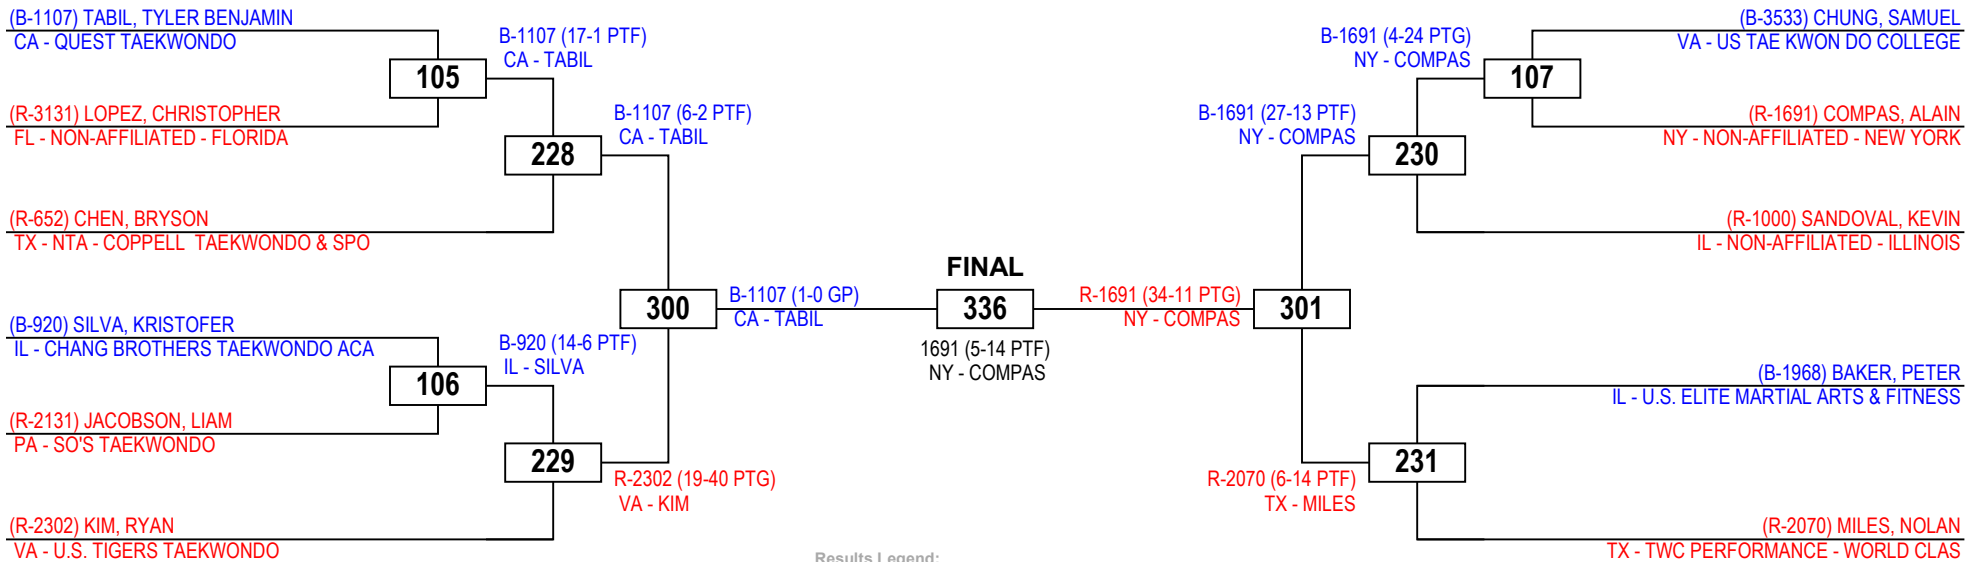 (B-1107) TABIL, TYLER BENJAMIN
CA - QUEST TAEKWONDO
105
(R-3131) LOPEZ, CHRISTOPHER
FL - NON-AFFILIATED - FLORIDA
B-1107 (17-1 PTF)
CA - TABIL
228
(R-652) CHEN, BRYSON
TX - NTA - COPPELL  TAEKWONDO & SPO
B-1107 (6-2 PTF)
CA - TABIL
300
(B-920) SILVA, KRISTOFER
IL - CHANG BROTHERS TAEKWONDO ACA
106
(R-2131) JACOBSON, LIAM
PA - SO'S TAEKWONDO
B-920 (14-6 PTF)
IL - SILVA
229
(R-2302) KIM, RYAN
VA - U.S. TIGERS TAEKWONDO
R-2302 (19-40 PTG)
VA - KIM
B-1107 (1-0 GP)
CA - TABIL
FINAL
336
1691 (5-14 PTF)
NY - COMPAS
R-1691 (34-11 PTG)
NY - COMPAS
301
B-1691 (27-13 PTF)
NY - COMPAS
230
B-1691 (4-24 PTG)
NY - COMPAS
107
(B-3533) CHUNG, SAMUEL
VA - US TAE KWON DO COLLEGE
(R-1691) COMPAS, ALAIN
NY - NON-AFFILIATED - NEW YORK
(R-1000) SANDOVAL, KEVIN
IL - NON-AFFILIATED - ILLINOIS
(B-1968) BAKER, PETER
IL - U.S. ELITE MARTIAL ARTS & FITNESS
231
R-2070 (6-14 PTF)
TX - MILES
(R-2070) MILES, NOLAN
TX - TWC PERFORMANCE - WORLD CLAS
Results Legend: